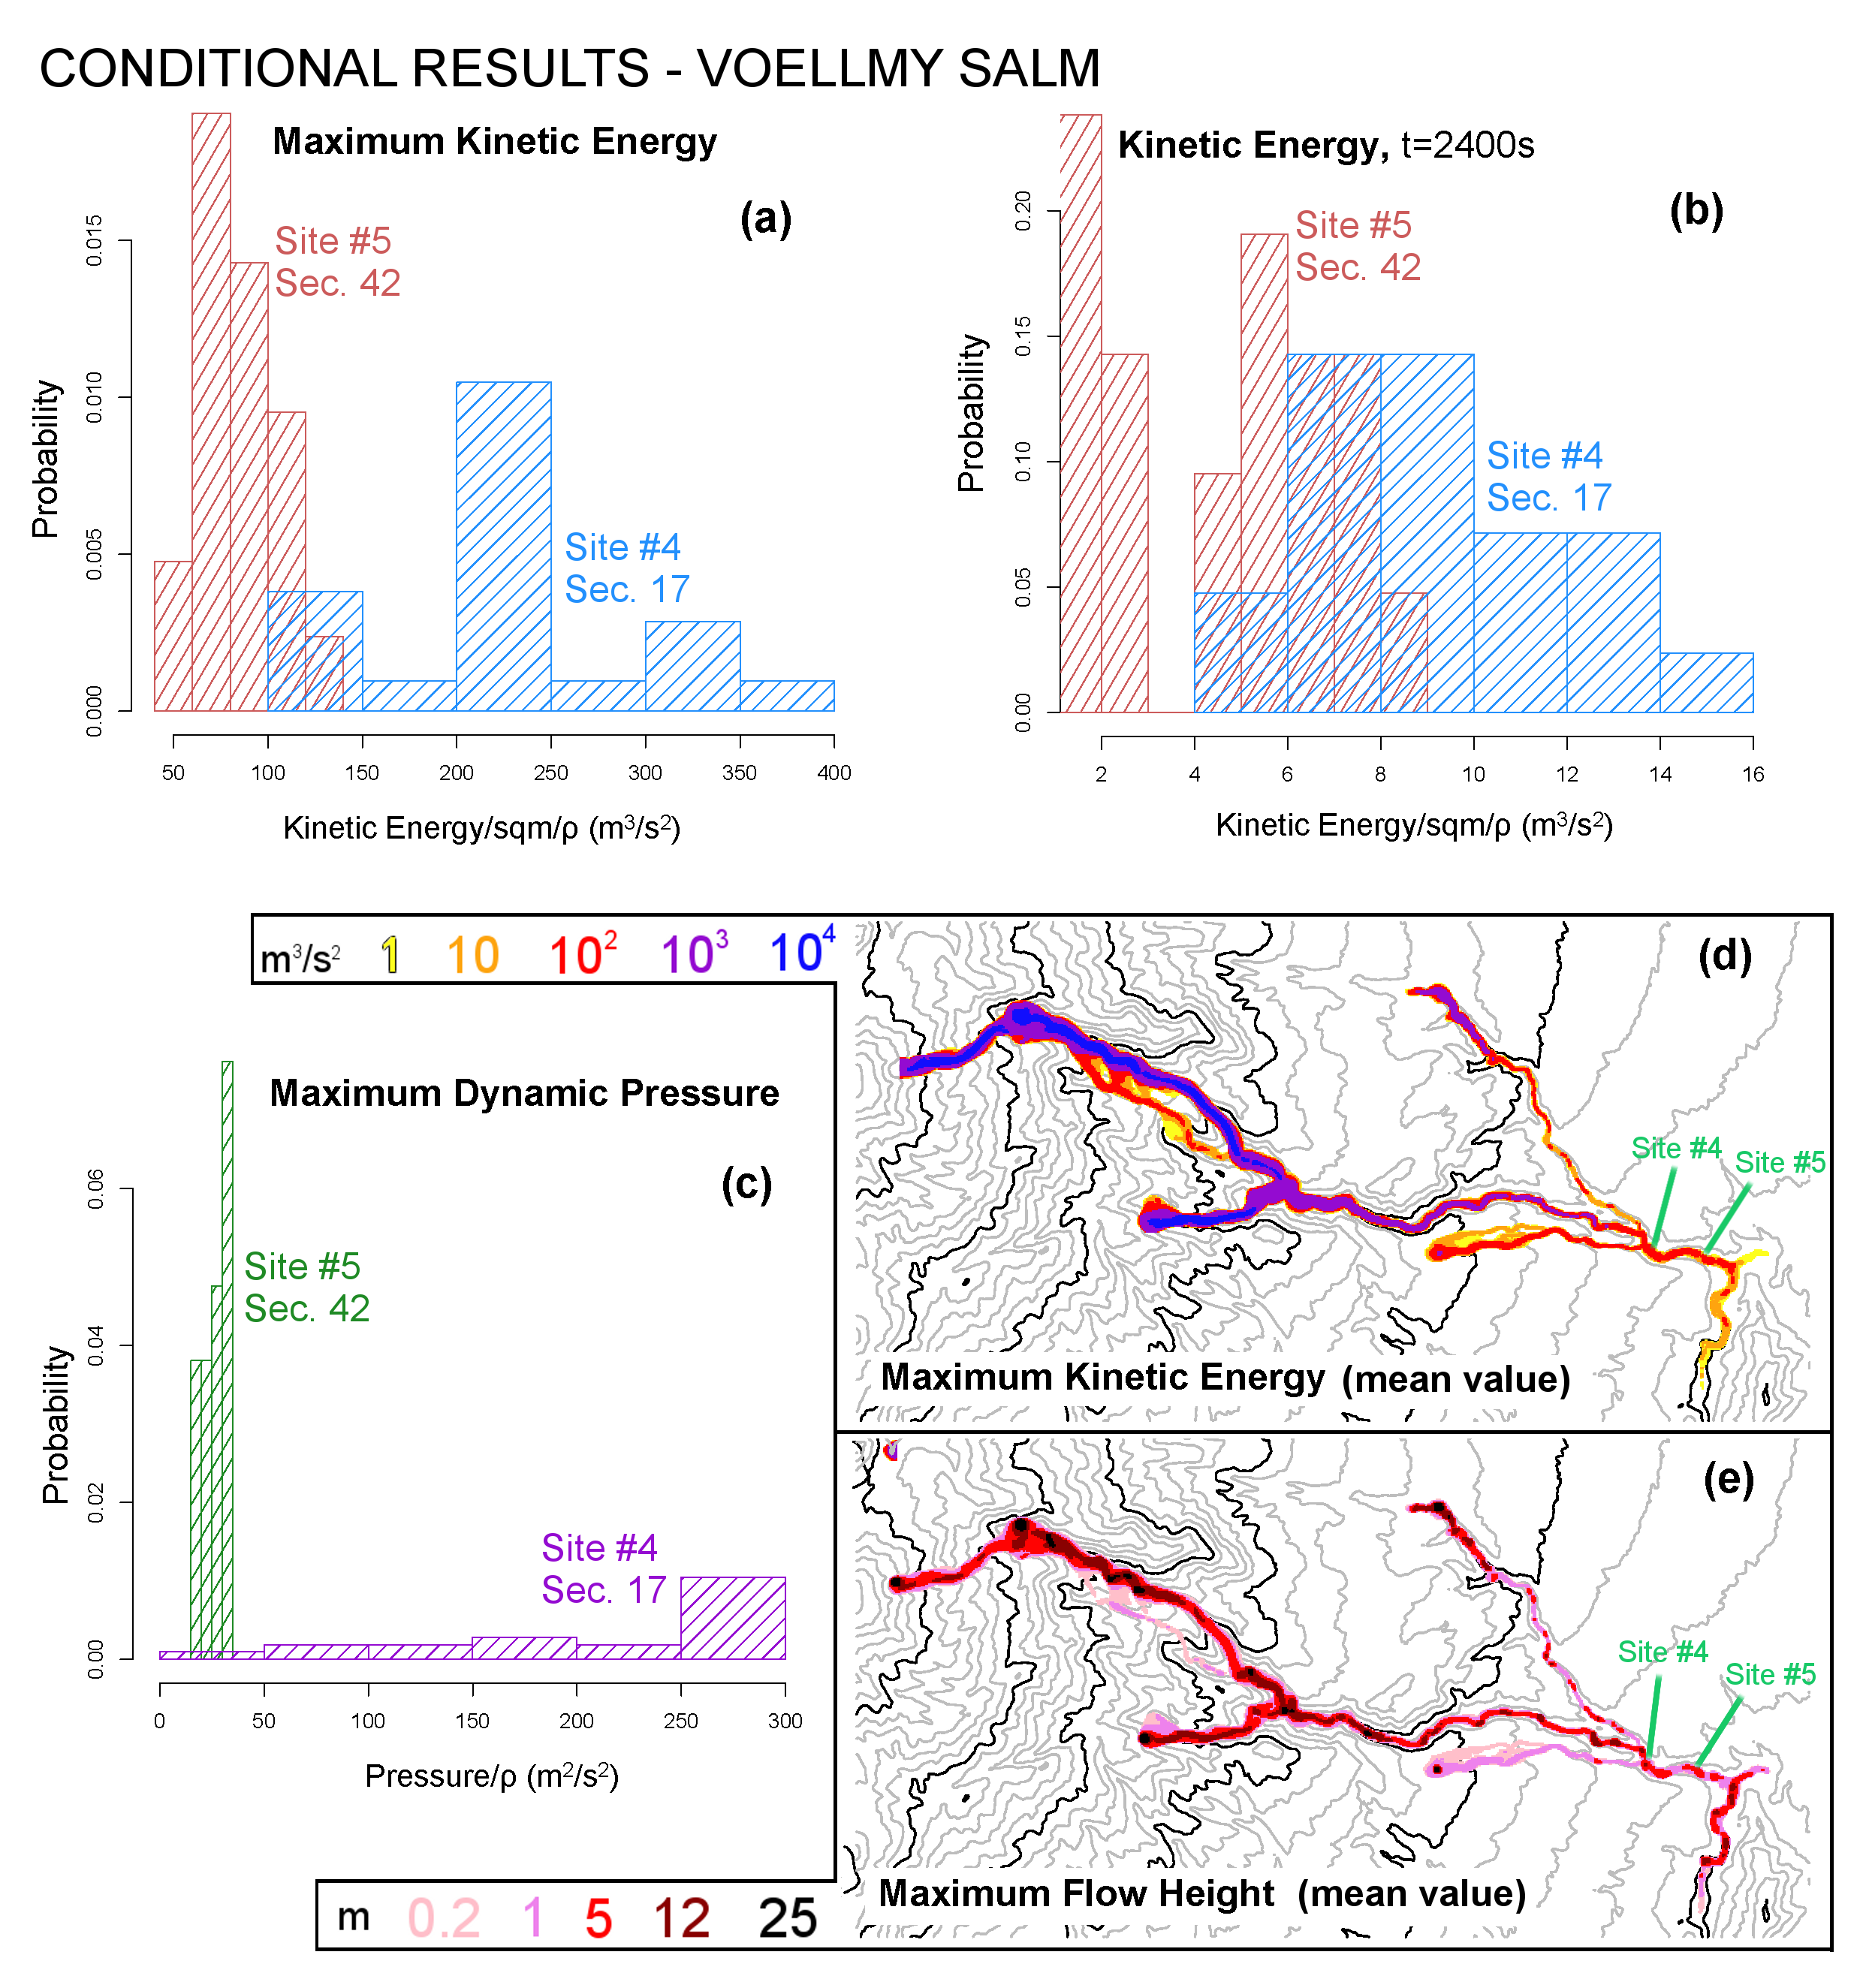 CONDITIONAL RESULTS - VOELLMY SALM
Maximum Kinetic Energy
(a)
Site #5
Sec. 42
Site #4
Sec. 17
Probability
0.000
0.005
0.010
0.015
50
100
150
200
250
300
350
400
Kinetic Energy/sqm/ρ (m³/s²)
Kinetic Energy, t=2400s
(b)
Site #5
Sec. 42
Site #4
Sec. 17
Probability
0.00
0.05
0.10
0.15
0.20
2
4
6
8
10
12
14
16
Kinetic Energy/sqm/ρ (m³/s²)
m³/s² 1 10 10² 10³ 10⁴
Maximum Dynamic Pressure
(c)
Site #5
Sec. 42
Site #4
Sec. 17
Probability
0.00
0.02
0.04
0.06
0
50
100
150
200
250
300
Pressure/ρ (m²/s²)
(d)
Site #4
Site #5
Maximum Kinetic Energy (mean value)
(e)
Site #4
Site #5
Maximum Flow Height (mean value)
m 0.2 1 5 12 25